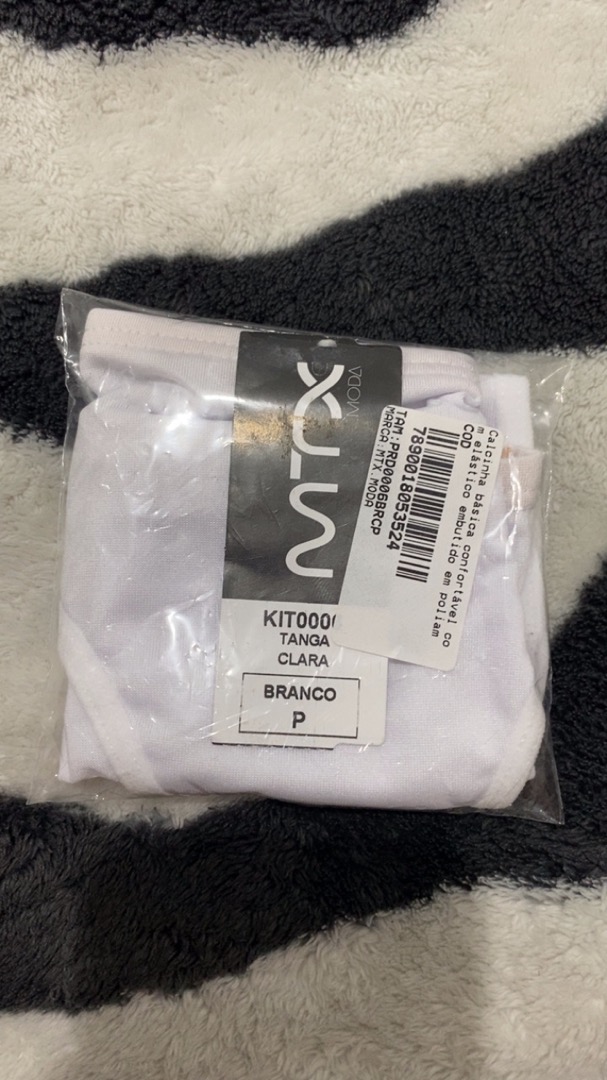 MTX
MODA
KIT000
TANGA
CLARA
BRANCO
P
Calcinha básica confortável co
m elástico embutido em poliam
COD
7890018053524
TAM:PRD0006BRCP
MARCA:MTX.MODA